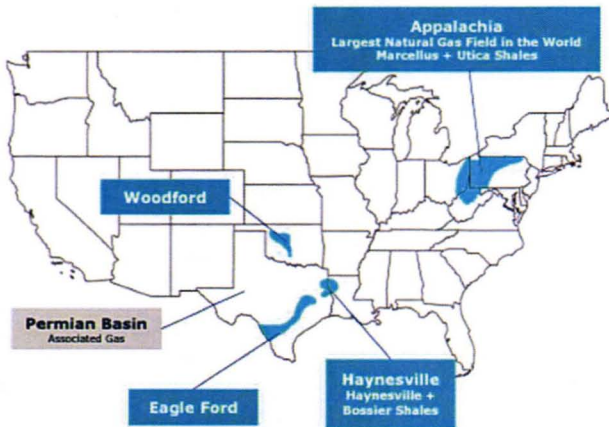 Appalachia
Largest Natural Gas Field in the World
Marcellus + Utica Shales
Woodford
Permian Basin
Associated Gas
Eagle Ford
Haynesville
Haynesville +
Bossier Shales